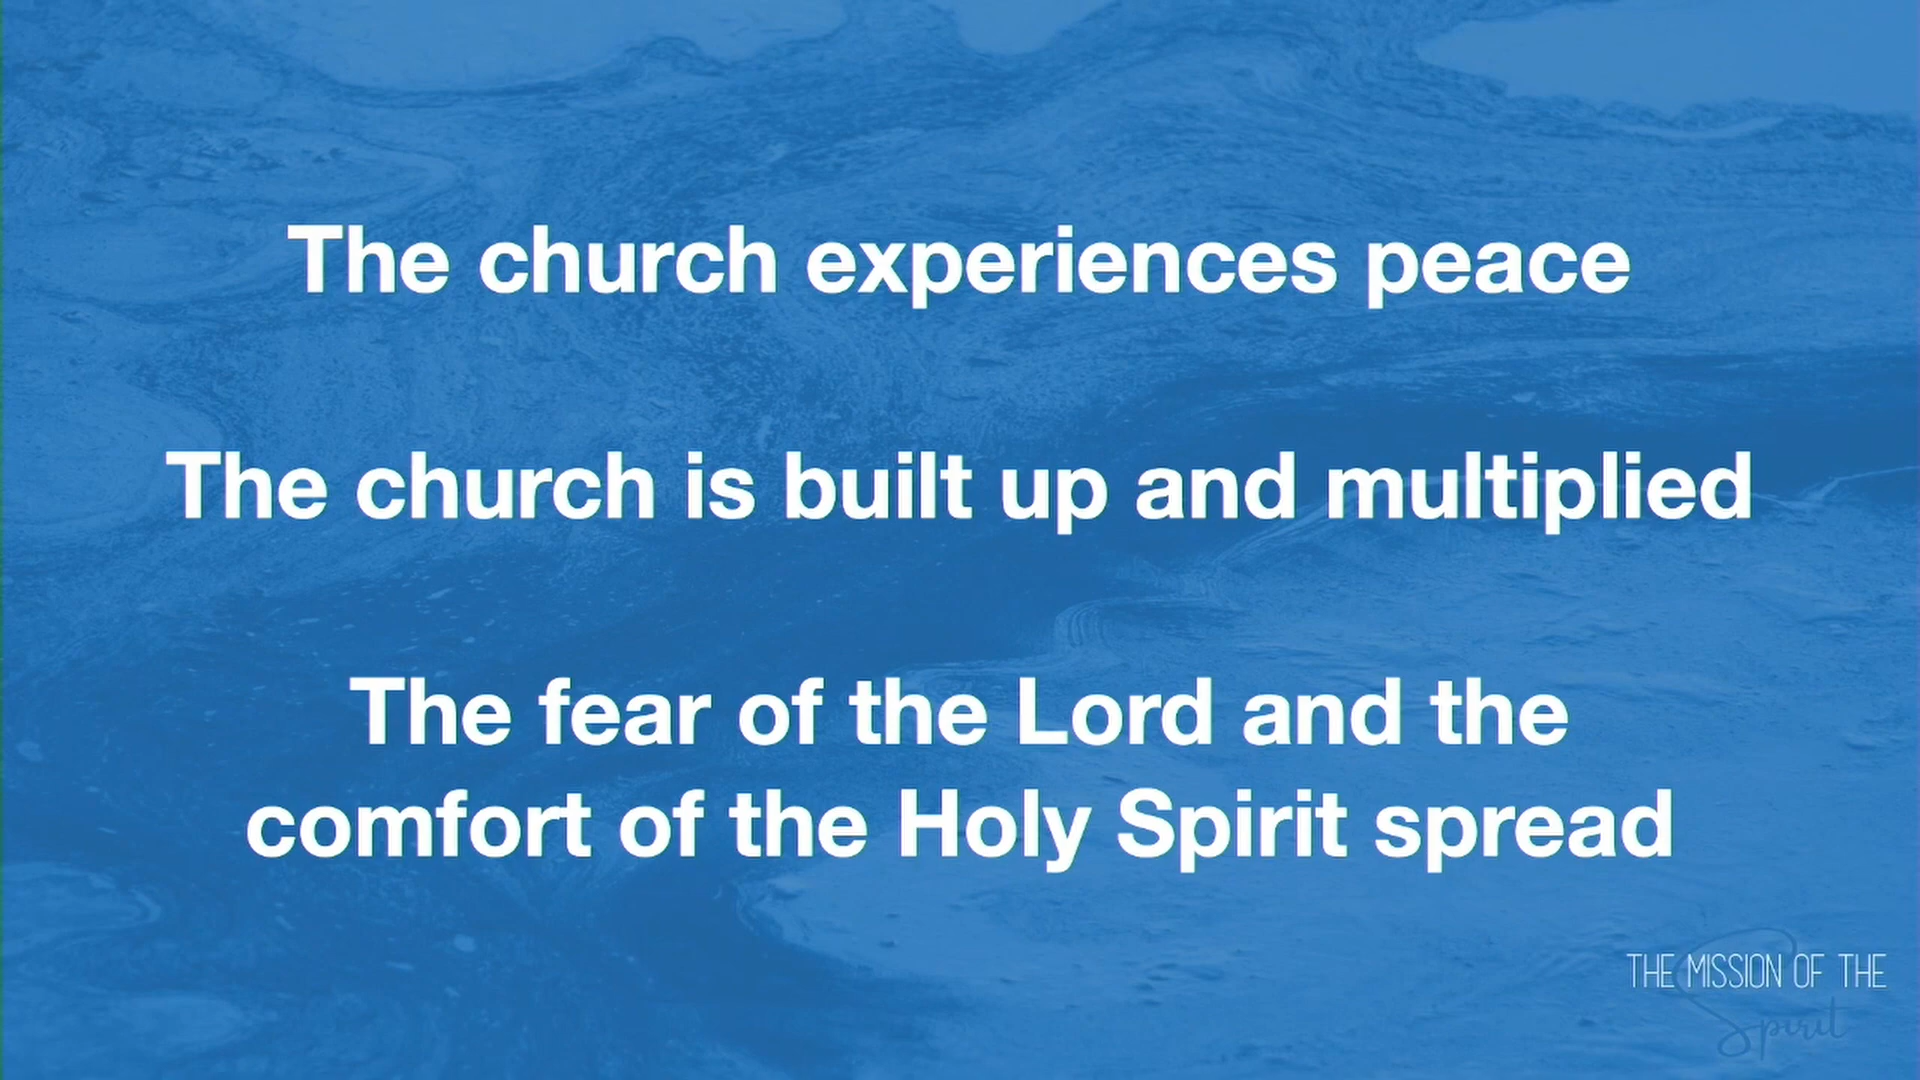 The church experiences peace
The church is built up and multiplied
The fear of the Lord and the
comfort of the Holy Spirit spread
THE MISSION OF THE
Spirit